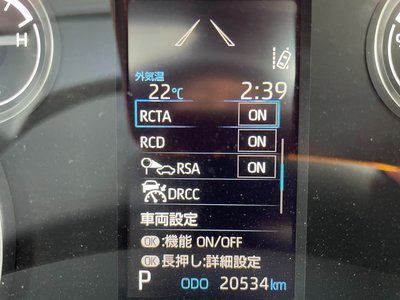 H
外気温
22℃ 2:39
RCTA ON
RCD ON
RSA ON
DRCC
車両設定
OK:機能 ON/OFF
OK長押し:詳細設定
P ODO 20534km